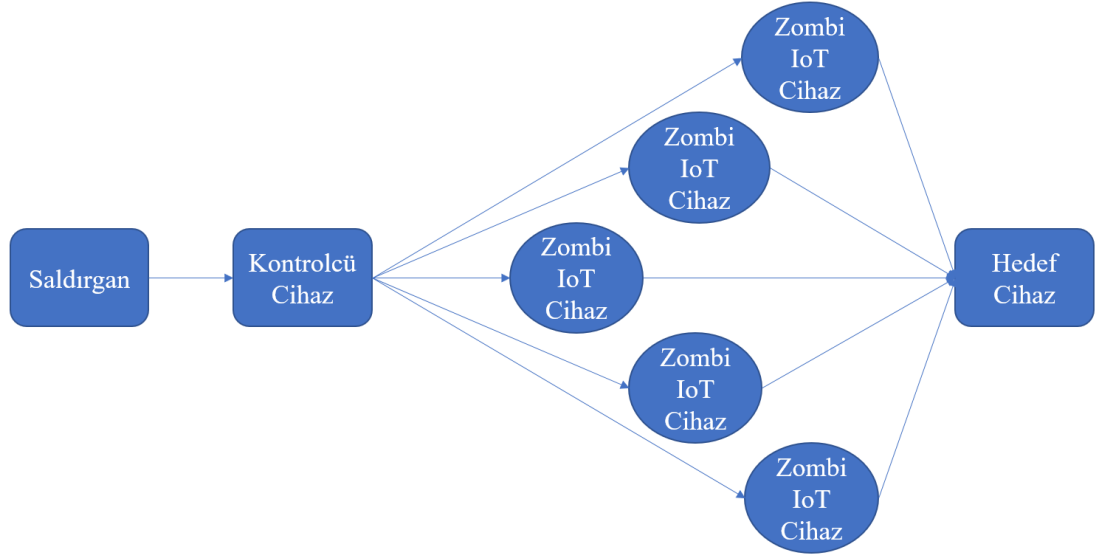 Zombi
IoT
Cihaz
Zombi
IoT
Cihaz
Saldırgan
Kontrolcü
Cihaz
Zombi
IoT
Cihaz
Hedef
Cihaz
Zombi
IoT
Cihaz
Zombi
IoT
Cihaz